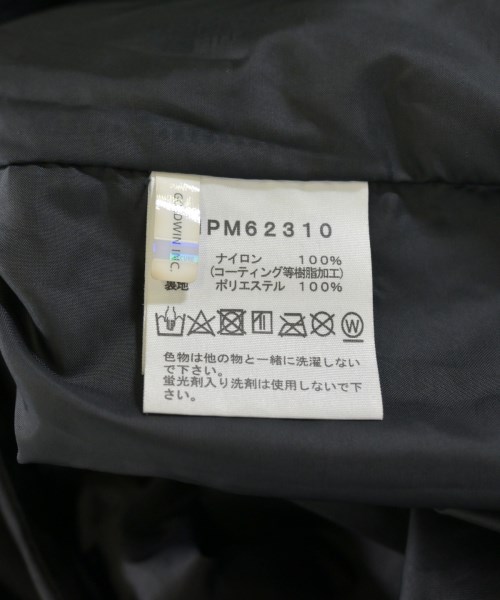 GOLDWIN INC.
PM62310
ナイロン 100%
(コーティング等樹脂加工)
裏地 ポリエステル 100%
W
色物は他の物と一緒に洗濯しない
で下さい。
蛍光剤入り洗剤は使用しないで下
さい。